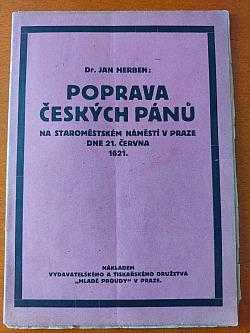 Dr. JAN HERBEN:
POPRAVA
ČESKÝCH PÁNŮ
NA STAROMĚSTSKÉM NÁMĚSTÍ V PRAZE
DNE 21. ČERVNA
1621.
NÁKLADEM
VYDAVATELSKÉHO A TISKAŘSKÉHO DRUŽSTVA
„MLADÉ PROUDY" V PRAZE.